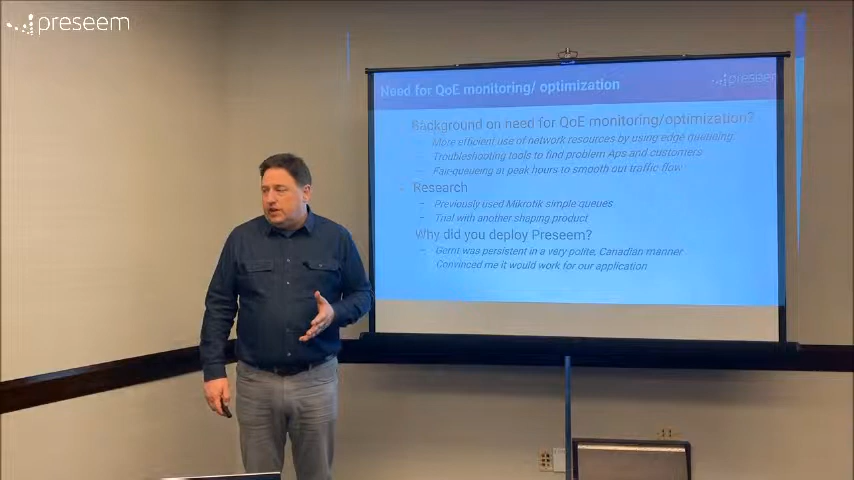 preseem
Need for QoE monitoring/ optimization
preseem
Background on need for QoE monitoring/optimization?
– More efficient use of network resources by using edge queueing.
– Troubleshooting tools to find problem Aps and customers
– Fair-queueing at peak hours to smooth out traffic flow
Research
– Previously used Mikrotik simple queues
– Trial with another shaping product
Why did you deploy Preseem?
– Gerrit was persistent in a very polite, Canadian manner
– Convinced me it would work for our application